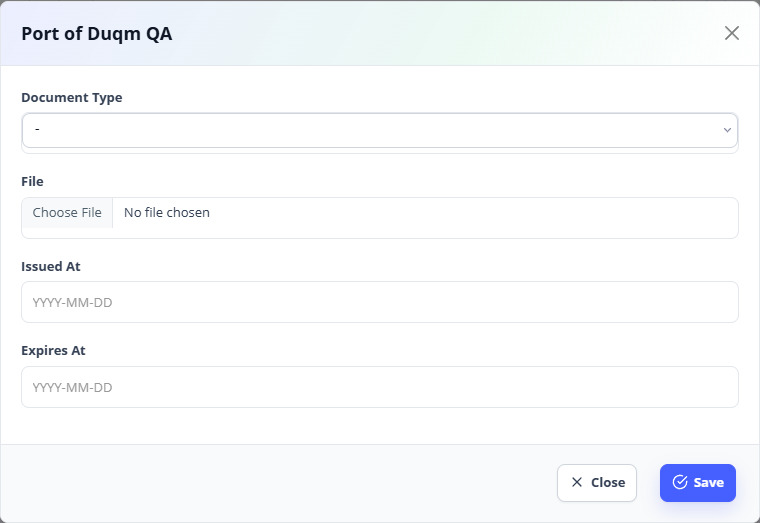 Port of Duqm QA
Document Type
-
File
Choose File No file chosen
Issued At
YYYY-MM-DD
Expires At
YYYY-MM-DD
Close Save